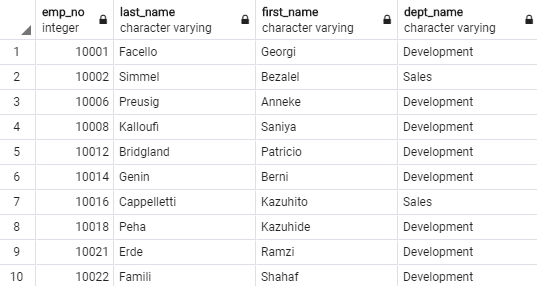 emp_no last_name first_name dept_name
integer character varying character varying character varying
1 10001 Facello Georgi Development
2 10002 Simmel Bezalel Sales
3 10006 Preusig Anneke Development
4 10008 Kalloufi Saniya Development
5 10012 Bridgland Patricio Development
6 10014 Genin Berni Development
7 10016 Cappelletti Kazuhito Sales
8 10018 Peha Kazuhide Development
9 10021 Erde Ramzi Development
10 10022 Famili Shahaf Development